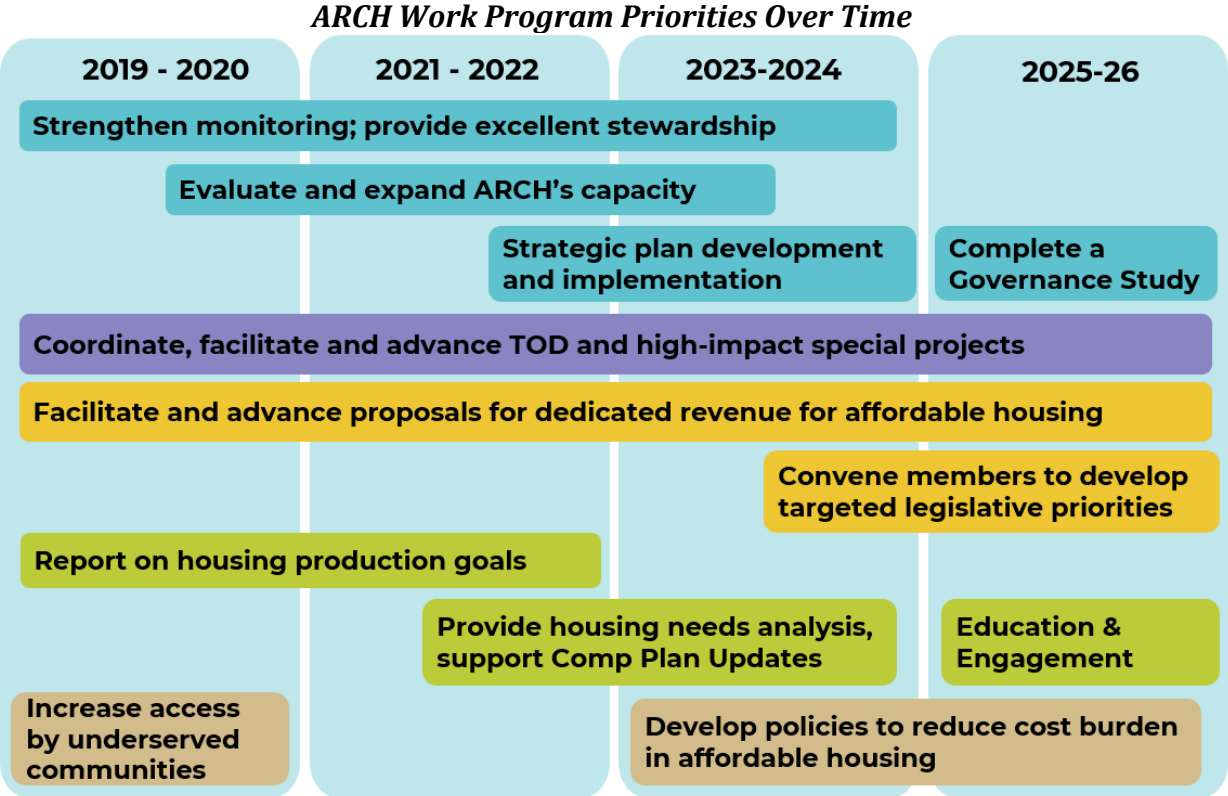 ARCH Work Program Priorities Over Time
2019 - 2020
2021 - 2022
2023-2024
2025-26
Strengthen monitoring; provide excellent stewardship
Evaluate and expand ARCH’s capacity
Strategic plan development
and implementation
Complete a
Governance Study
Coordinate, facilitate and advance TOD and high-impact special projects
Facilitate and advance proposals for dedicated revenue for affordable housing
Convene members to develop
targeted legislative priorities
Report on housing production goals
Provide housing needs analysis,
support Comp Plan Updates
Education &
Engagement
Increase access
by underserved
communities
Develop policies to reduce cost burden
in affordable housing